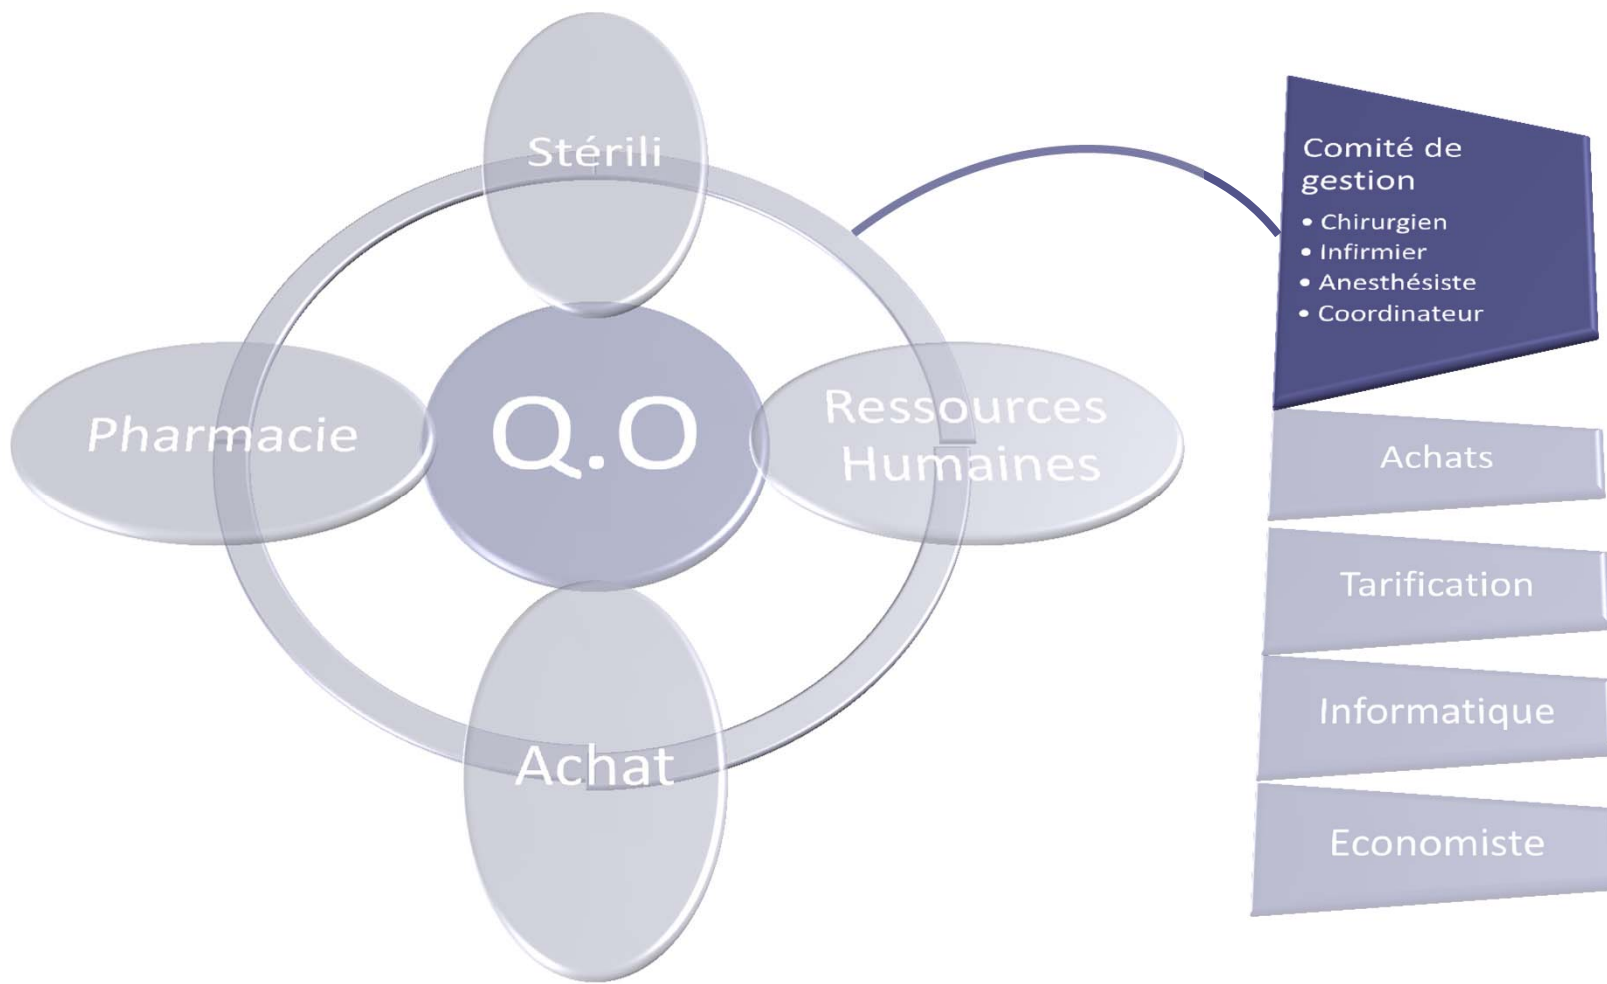 Stérili
Pharmacie
Q.O
Ressources
Humaines
Achat
Comité de
gestion
• Chirurgien
• Infirmier
• Anesthésiste
• Coordinateur
Achats
Tarification
Informatique
Economiste